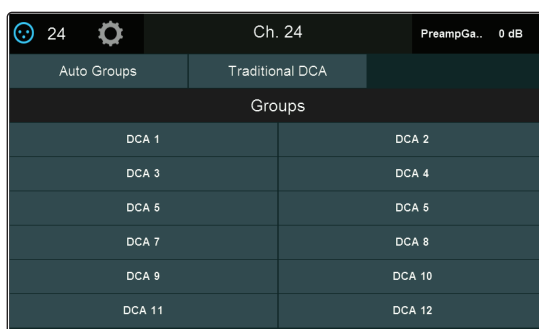 24 Ch. 24 PreampGa.. 0 dB
Auto Groups Traditional DCA
Groups
DCA 1 DCA 2
DCA 3 DCA 4
DCA 5 DCA 5
DCA 7 DCA 8
DCA 9 DCA 10
DCA 11 DCA 12